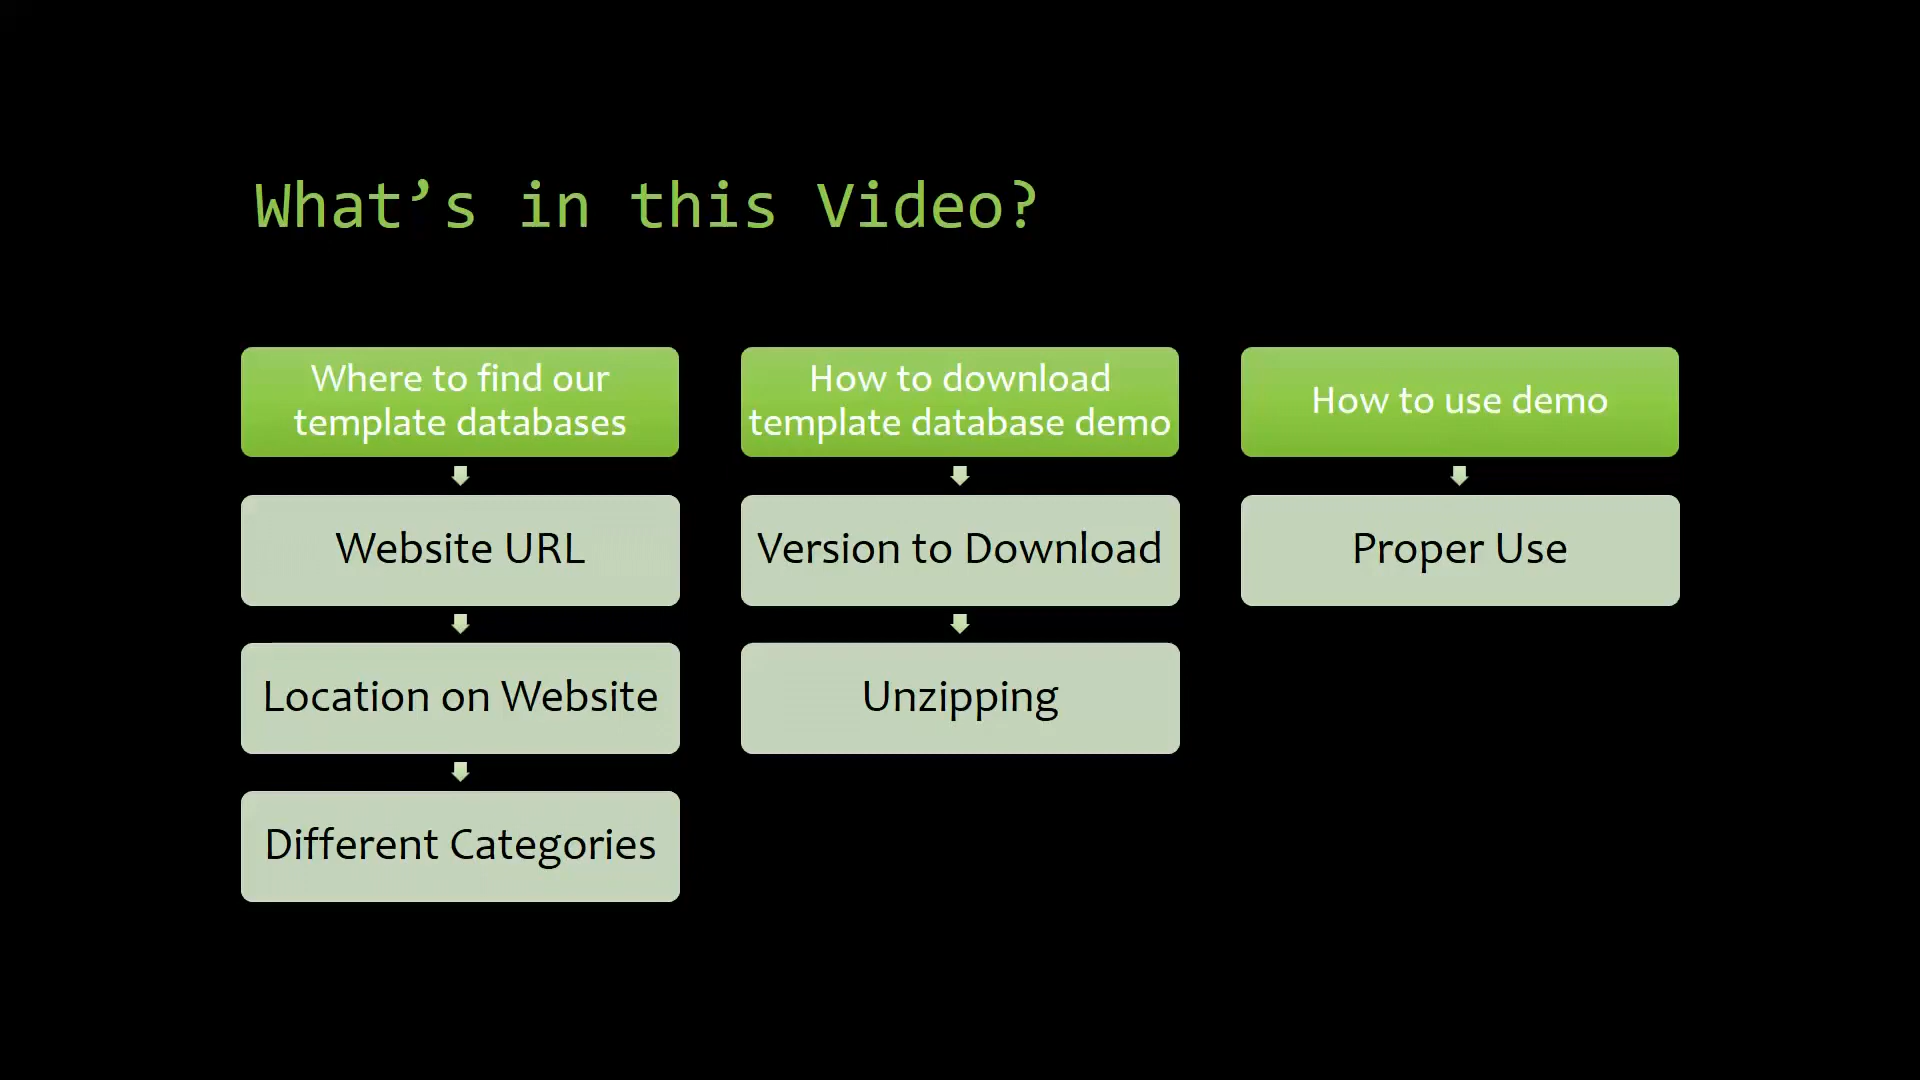 What’s in this Video?
Where to find our
template databases
Website URL
Location on Website
Different Categories
How to download
template database demo
Version to Download
Unzipping
How to use demo
Proper Use